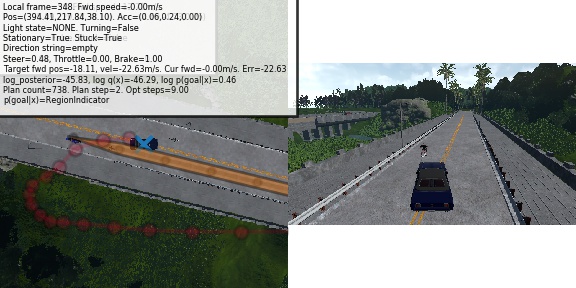 Local frame=348. Fwd speed=-0.00m/s
Pos=(394.41,217.84,38.10). Acc=(0.06,0.24,0.00)
Light state=NONE. Turning=False
Stationary=True. Stuck=True
Direction string=empty
Steer=0.48, Throttle=0.00, Brake=1.00
Target fwd pos=-18.11, vel=-22.63m/s. Cur fwd=-0.00m/s. Err=-22.63
log_posterior=-45.83, log q(x)=-46.29, log p(goal|x)=0.46
Plan count=738. Plan step=2. Opt steps=9.00
p(goal|x)=RegionIndicator